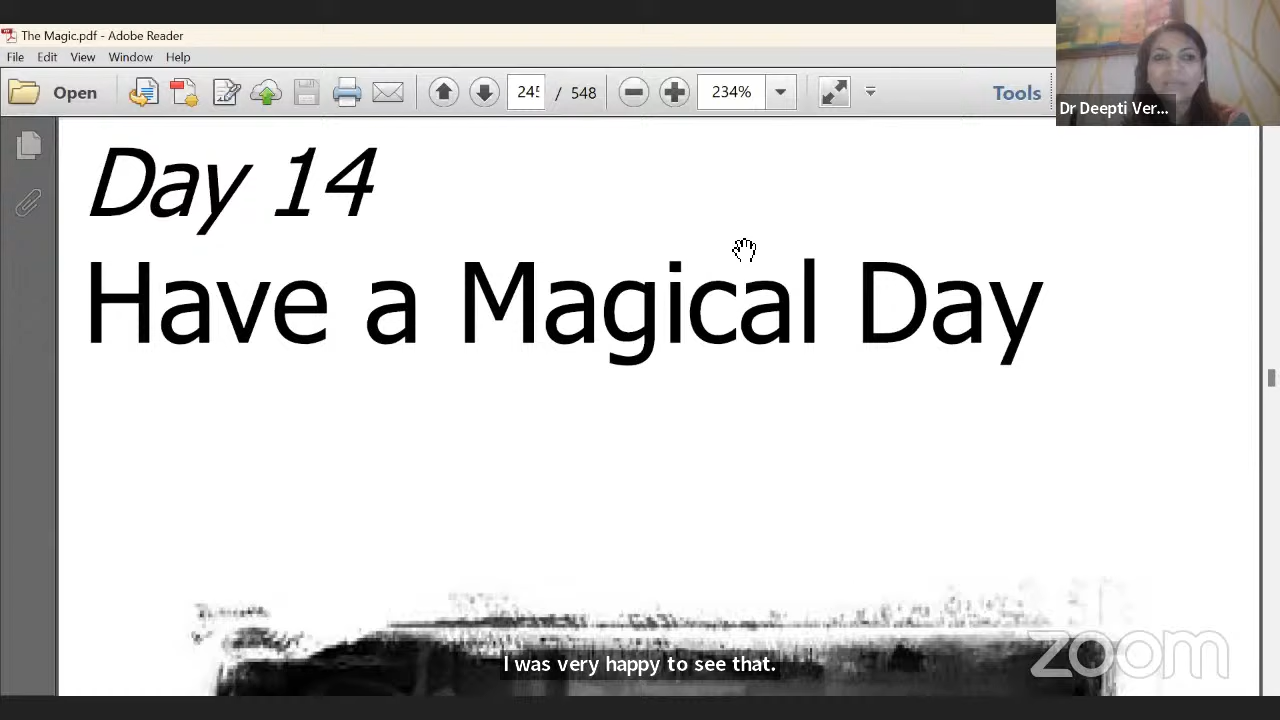 The Magic.pdf - Adobe Reader
File Edit View Window Help
Open 245 / 548 234% Tools
Dr Deepti Ver...
Day 14
Have a Magical Day
I was very happy to see that.
zoom